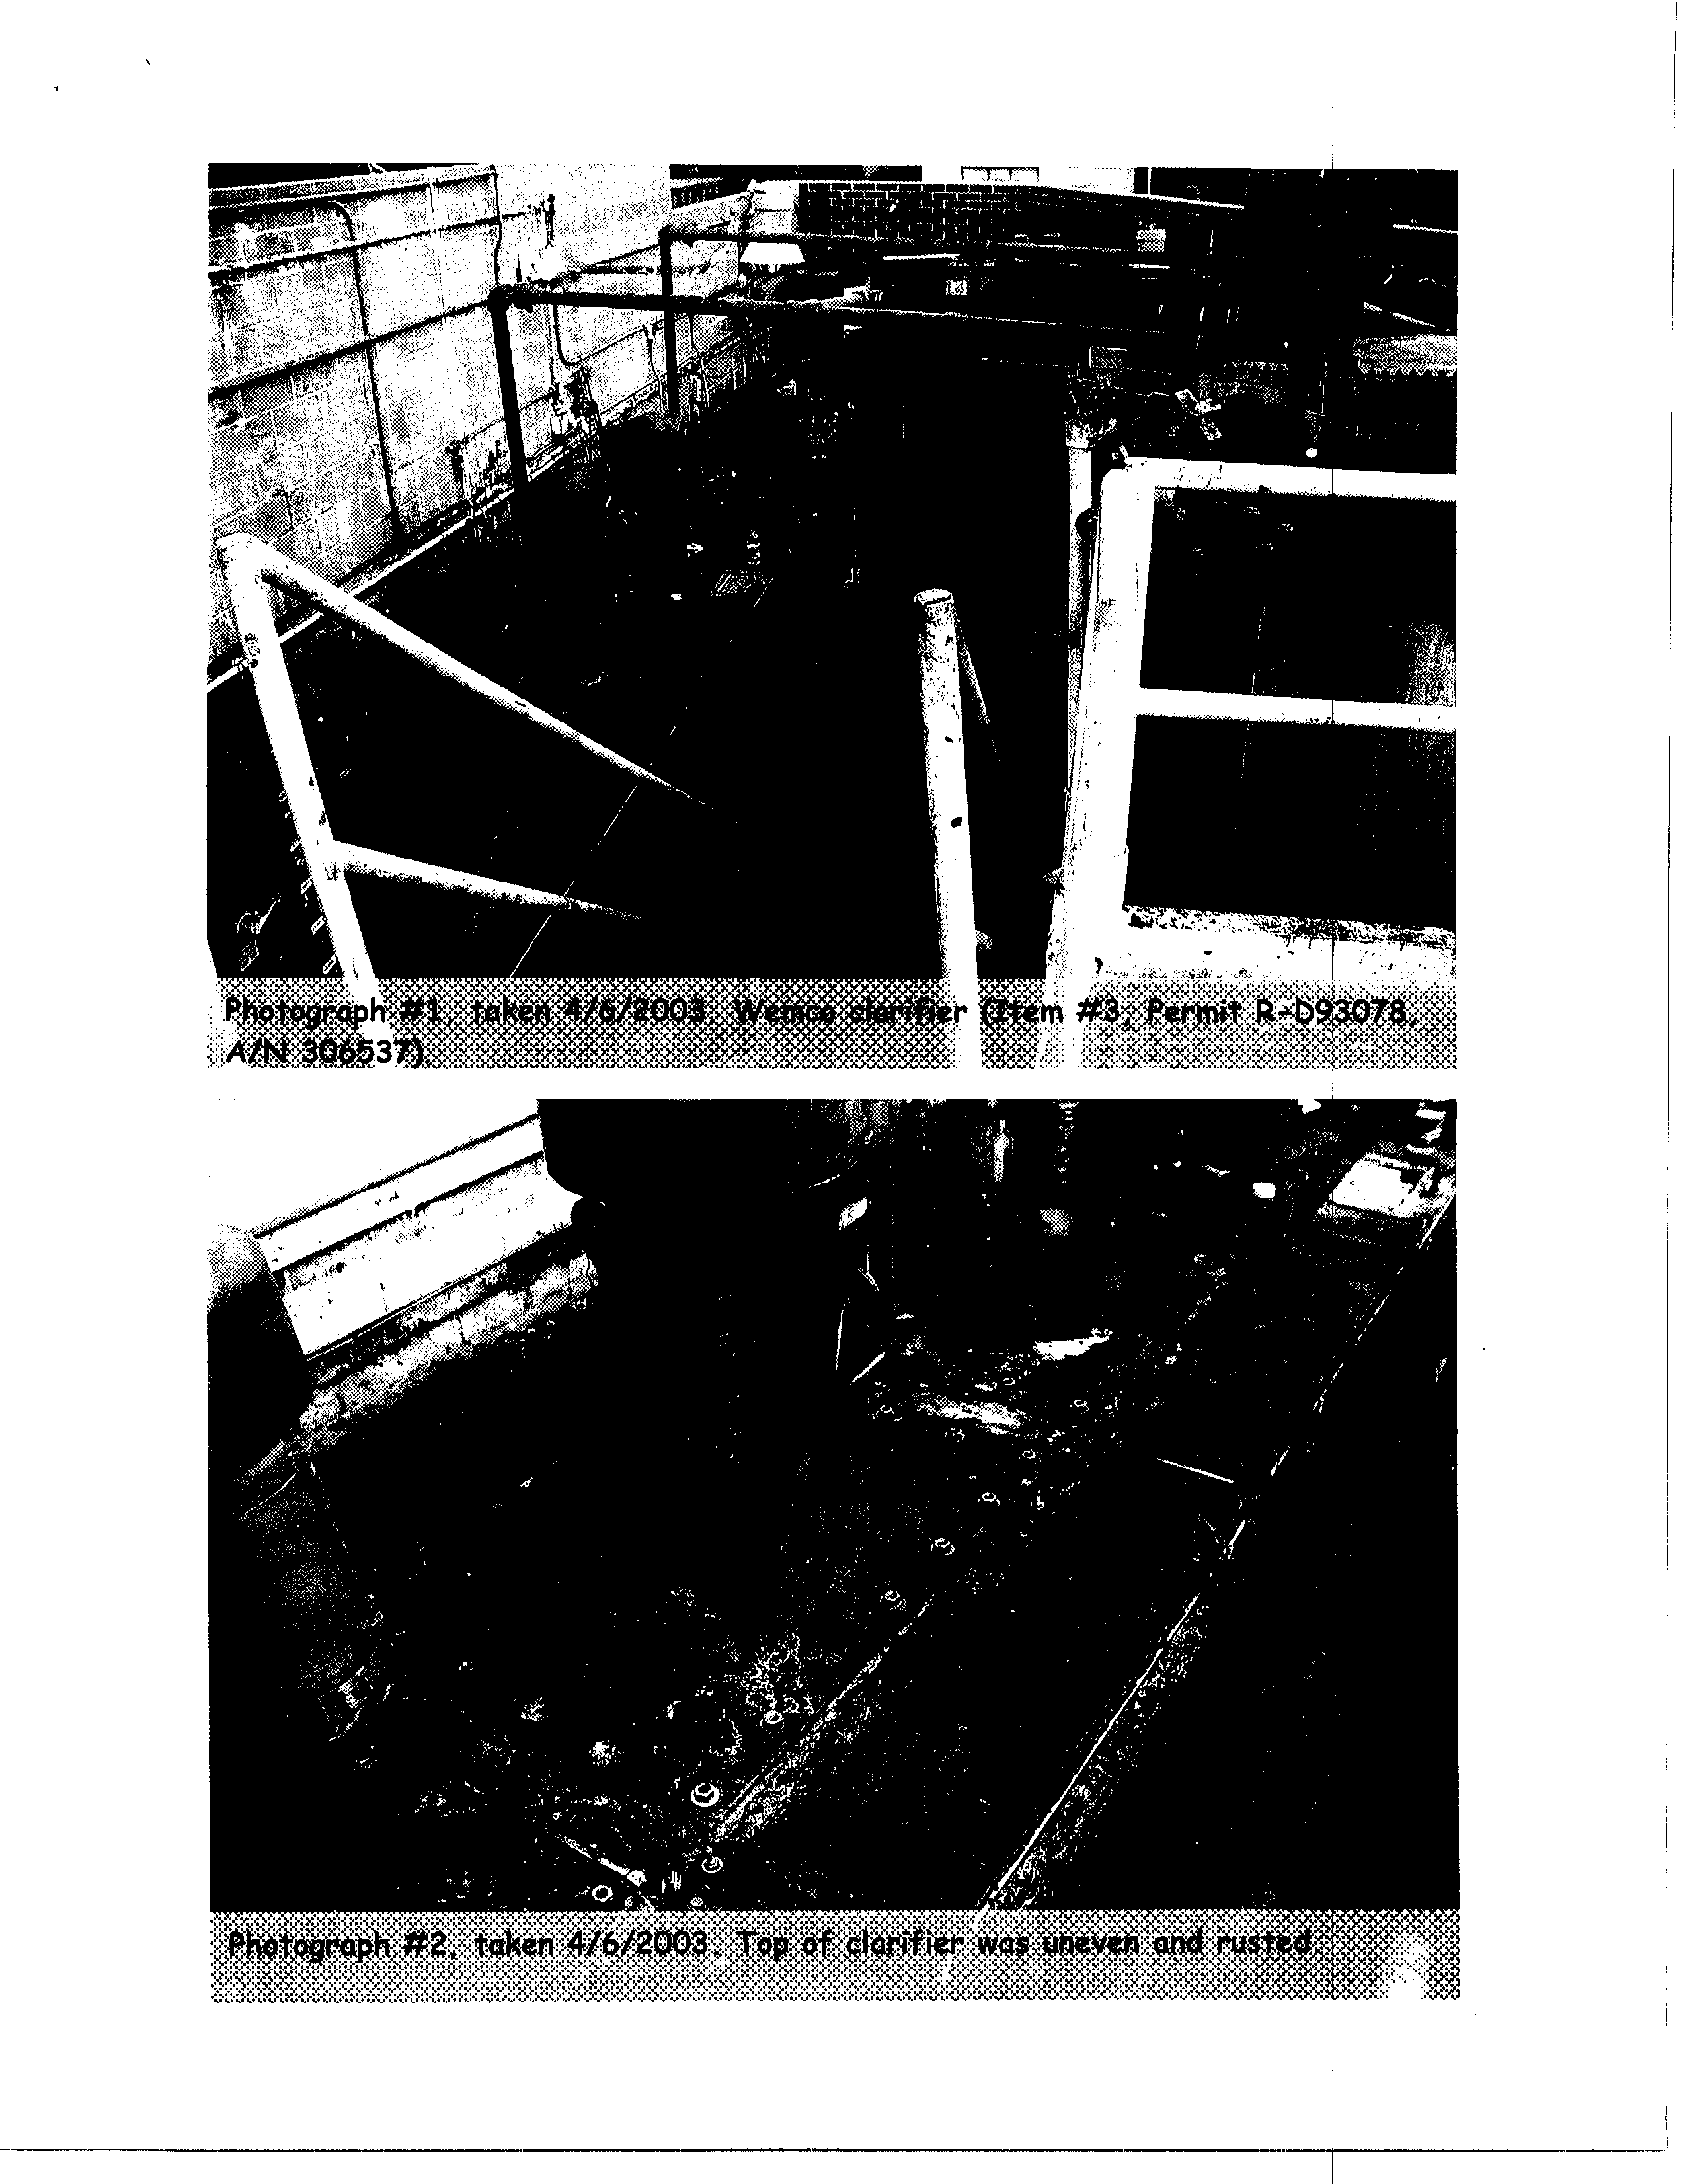 Photograph #1, taken 4/6/2003. Wemco clarifier (Item #3, Permit R-D93078,
A/N 306537)
Photograph #2, taken 4/6/2003. Top of clarifier was uneven and rusted